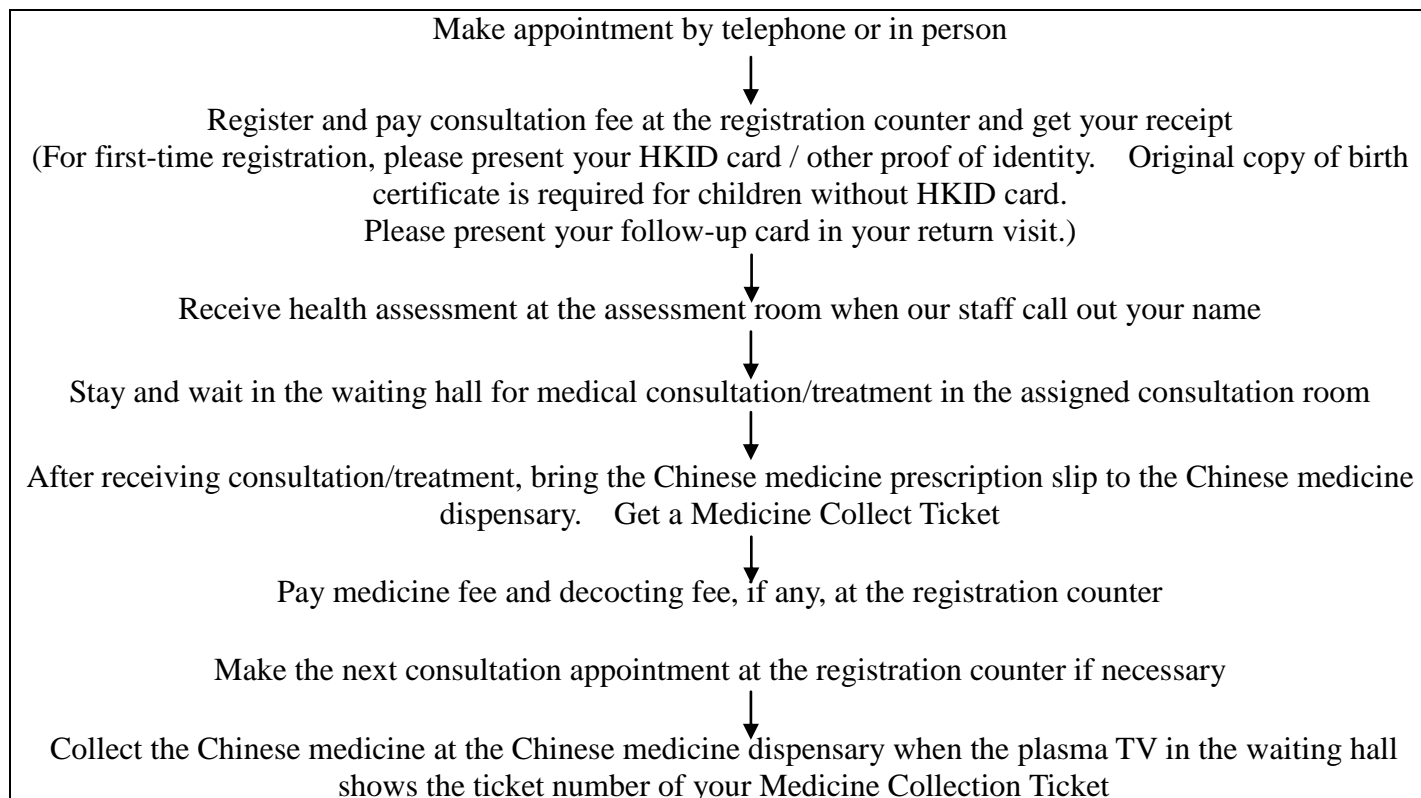 Make appointment by telephone or in person
Register and pay consultation fee at the registration counter and get your receipt
(For first-time registration, please present your HKID card / other proof of identity. Original copy of birth
certificate is required for children without HKID card.
Please present your follow-up card in your return visit.)
Receive health assessment at the assessment room when our staff call out your name
Stay and wait in the waiting hall for medical consultation/treatment in the assigned consultation room
After receiving consultation/treatment, bring the Chinese medicine prescription slip to the Chinese medicine
dispensary. Get a Medicine Collect Ticket
Pay medicine fee and decocting fee, if any, at the registration counter
Make the next consultation appointment at the registration counter if necessary
Collect the Chinese medicine at the Chinese medicine dispensary when the plasma TV in the waiting hall
shows the ticket number of your Medicine Collection Ticket